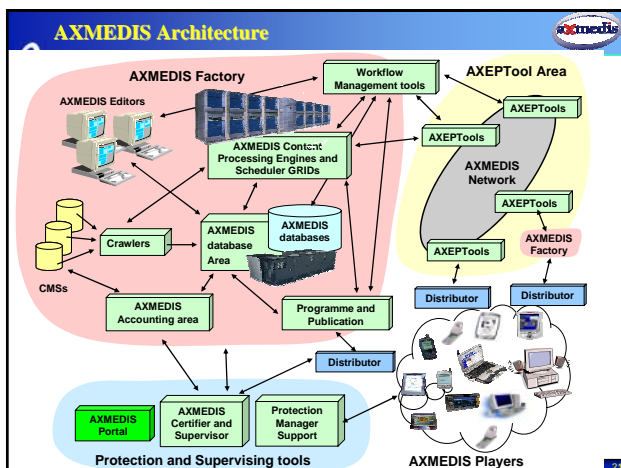 AXMEDIS Architecture
axmedis
AXMEDIS Factory
Workflow
Management tools
AXEPTool Area
AXMEDIS Editors
AXEPTools
AXEPTools
AXMEDIS Content
Processing Engines and
Scheduler GRIDs
AXMEDIS
Network
AXEPTools
AXMEDIS
database
Area
AXMEDIS
databases
Crawlers
AXMEDIS
Factory
AXEPTools
CMSs
AXMEDIS
Accounting area
Programme and
Publication
Distributor
Distributor
Distributor
AXMEDIS
Portal
AXMEDIS
Certifier and
Supervisor
Protection
Manager
Support
Protection and Supervising tools
AXMEDIS Players